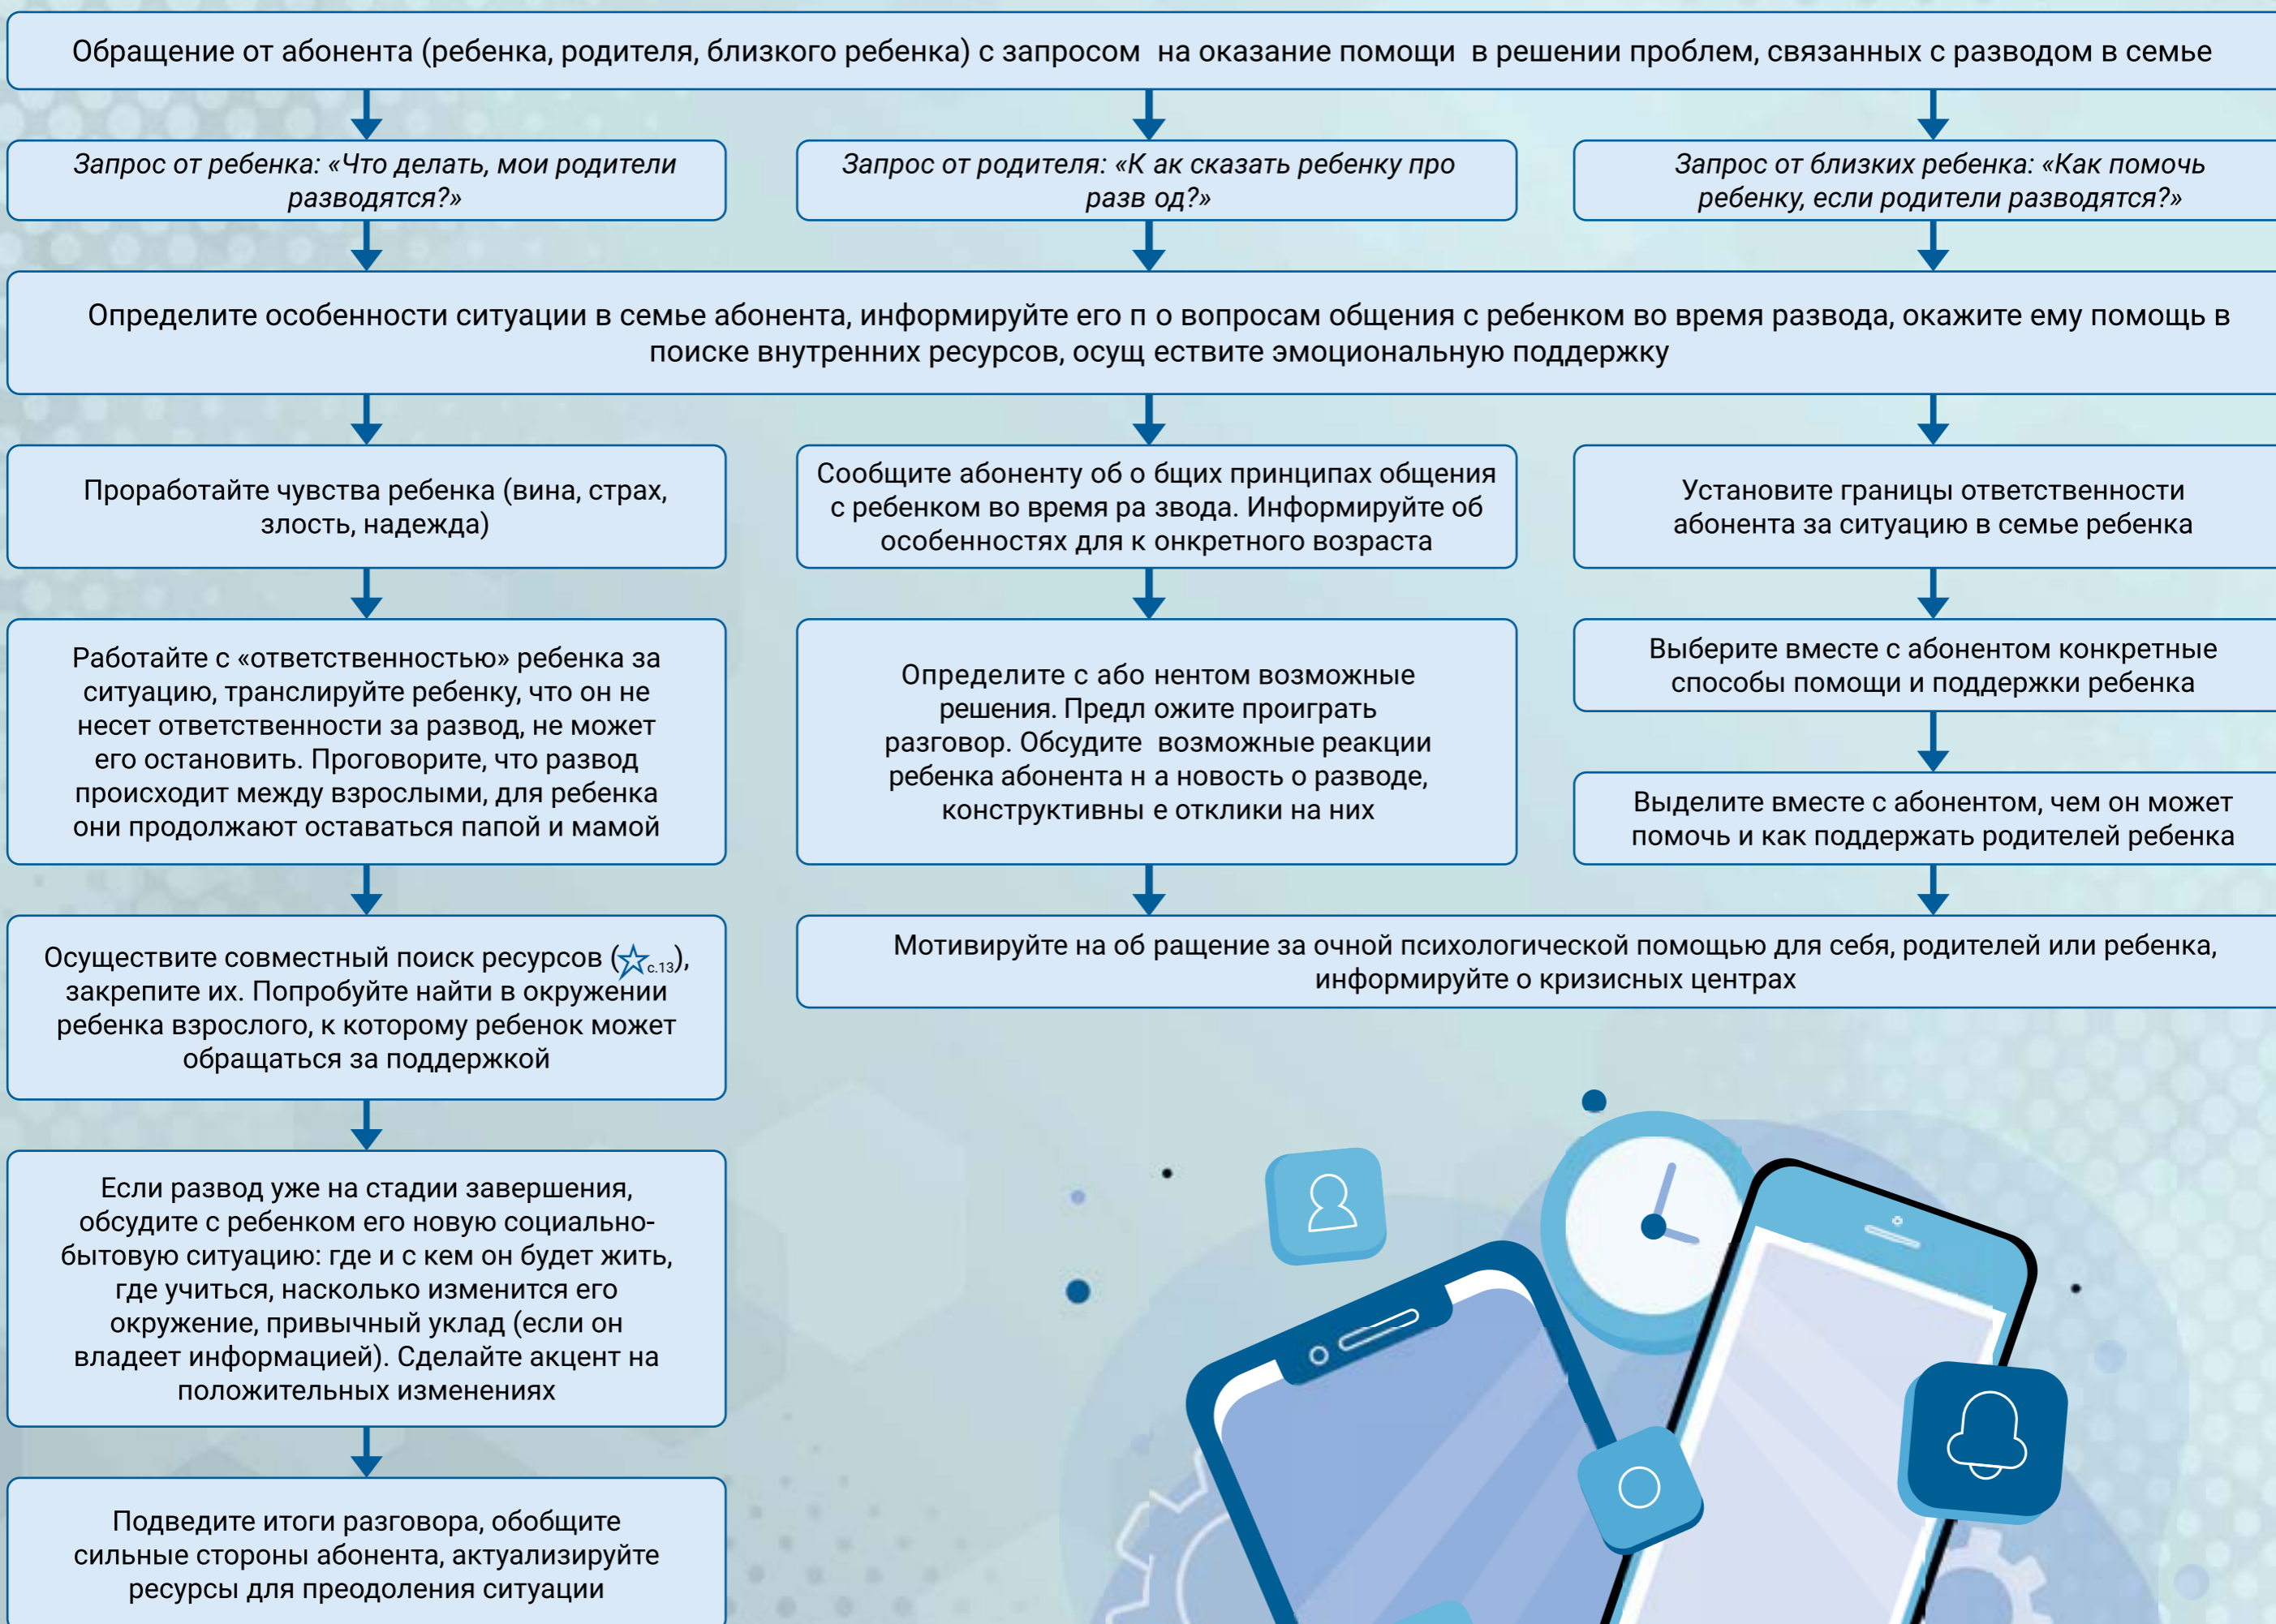 Обращение от абонента (ребенка, родителя, близкого ребенка) с запросом на оказание помощи в решении проблем, связанных с разводом в семье
Запрос от ребенка: «Что делать, мои родители
разводятся?»
Запрос от родителя: «К ак сказать ребенку про
разв од?»
Запрос от близких ребенка: «Как помочь
ребенку, если родители разводятся?»
Определите особенности ситуации в семье абонента, информируйте его п о вопросам общения с ребенком во время развода, окажите ему помощь в
поиске внутренних ресурсов, осущ ествите эмоциональную поддержку
Проработайте чувства ребенка (вина, страх,
злость, надежда)
Работайте с «ответственностью» ребенка за
ситуацию, транслируйте ребенку, что он не
несет ответственности за развод, не может
его остановить. Проговорите, что развод
происходит между взрослыми, для ребенка
они продолжают оставаться папой и мамой
Осуществите совместный поиск ресурсов (с.13),
закрепите их. Попробуйте найти в окружении
ребенка взрослого, к которому ребенок может
обращаться за поддержкой
Если развод уже на стадии завершения,
обсудите с ребенком его новую социально-
бытовую ситуацию: где и с кем он будет жить,
где учиться, насколько изменится его
окружение, привычный уклад (если он
владеет информацией). Сделайте акцент на
положительных изменениях
Подведите итоги разговора, обобщите
сильные стороны абонента, актуализируйте
ресурсы для преодоления ситуации
Сообщите абоненту об о бщих принципах общения
с ребенком во время ра звода. Информируйте об
особенностях для к онкретного возраста
Определите с або нентом возможные
решения. Предл ожите проиграть
разговор. Обсудите возможные реакции
ребенка абонента н а новость о разводе,
конструктивны е отклики на них
Установите границы ответственности
абонента за ситуацию в семье ребенка
Выберите вместе с абонентом конкретные
способы помощи и поддержки ребенка
Выделите вместе с абонентом, чем он может
помочь и как поддержать родителей ребенка
Мотивируйте на об ращение за очной психологической помощью для себя, родителей или ребенка,
информируйте о кризисных центрах